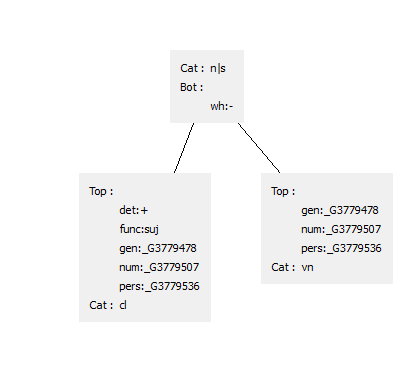 Cat : n|s
Bot :
wh:-
Top :
det:+
func:suj
gen:_G3779478
num:_G3779507
pers:_G3779536
Cat : cl
Top :
gen:_G3779478
num:_G3779507
pers:_G3779536
Cat : vn